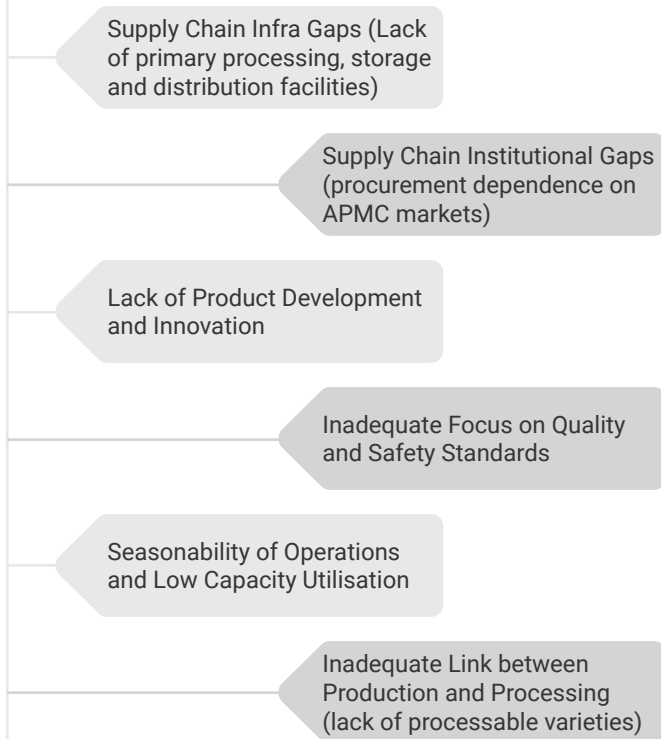 Supply Chain Infra Gaps (Lack
of primary processing, storage
and distribution facilities)
Supply Chain Institutional Gaps
(procurement dependence on
APMC markets)
Lack of Product Development
and Innovation
Inadequate Focus on Quality
and Safety Standards
Seasonability of Operations
and Low Capacity Utilisation
Inadequate Link between
Production and Processing
(lack of processable varieties)